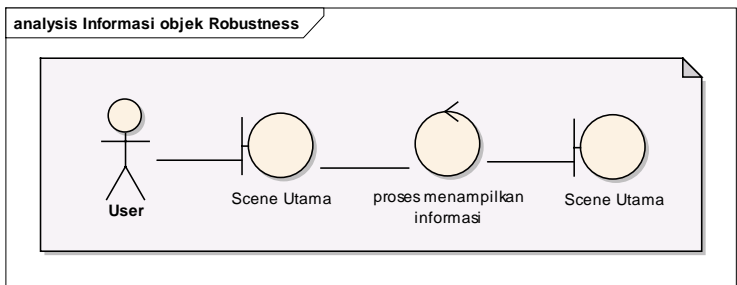 analysis Informasi objek Robustness
User
Scene Utama
proses menampilkan
informasi
Scene Utama